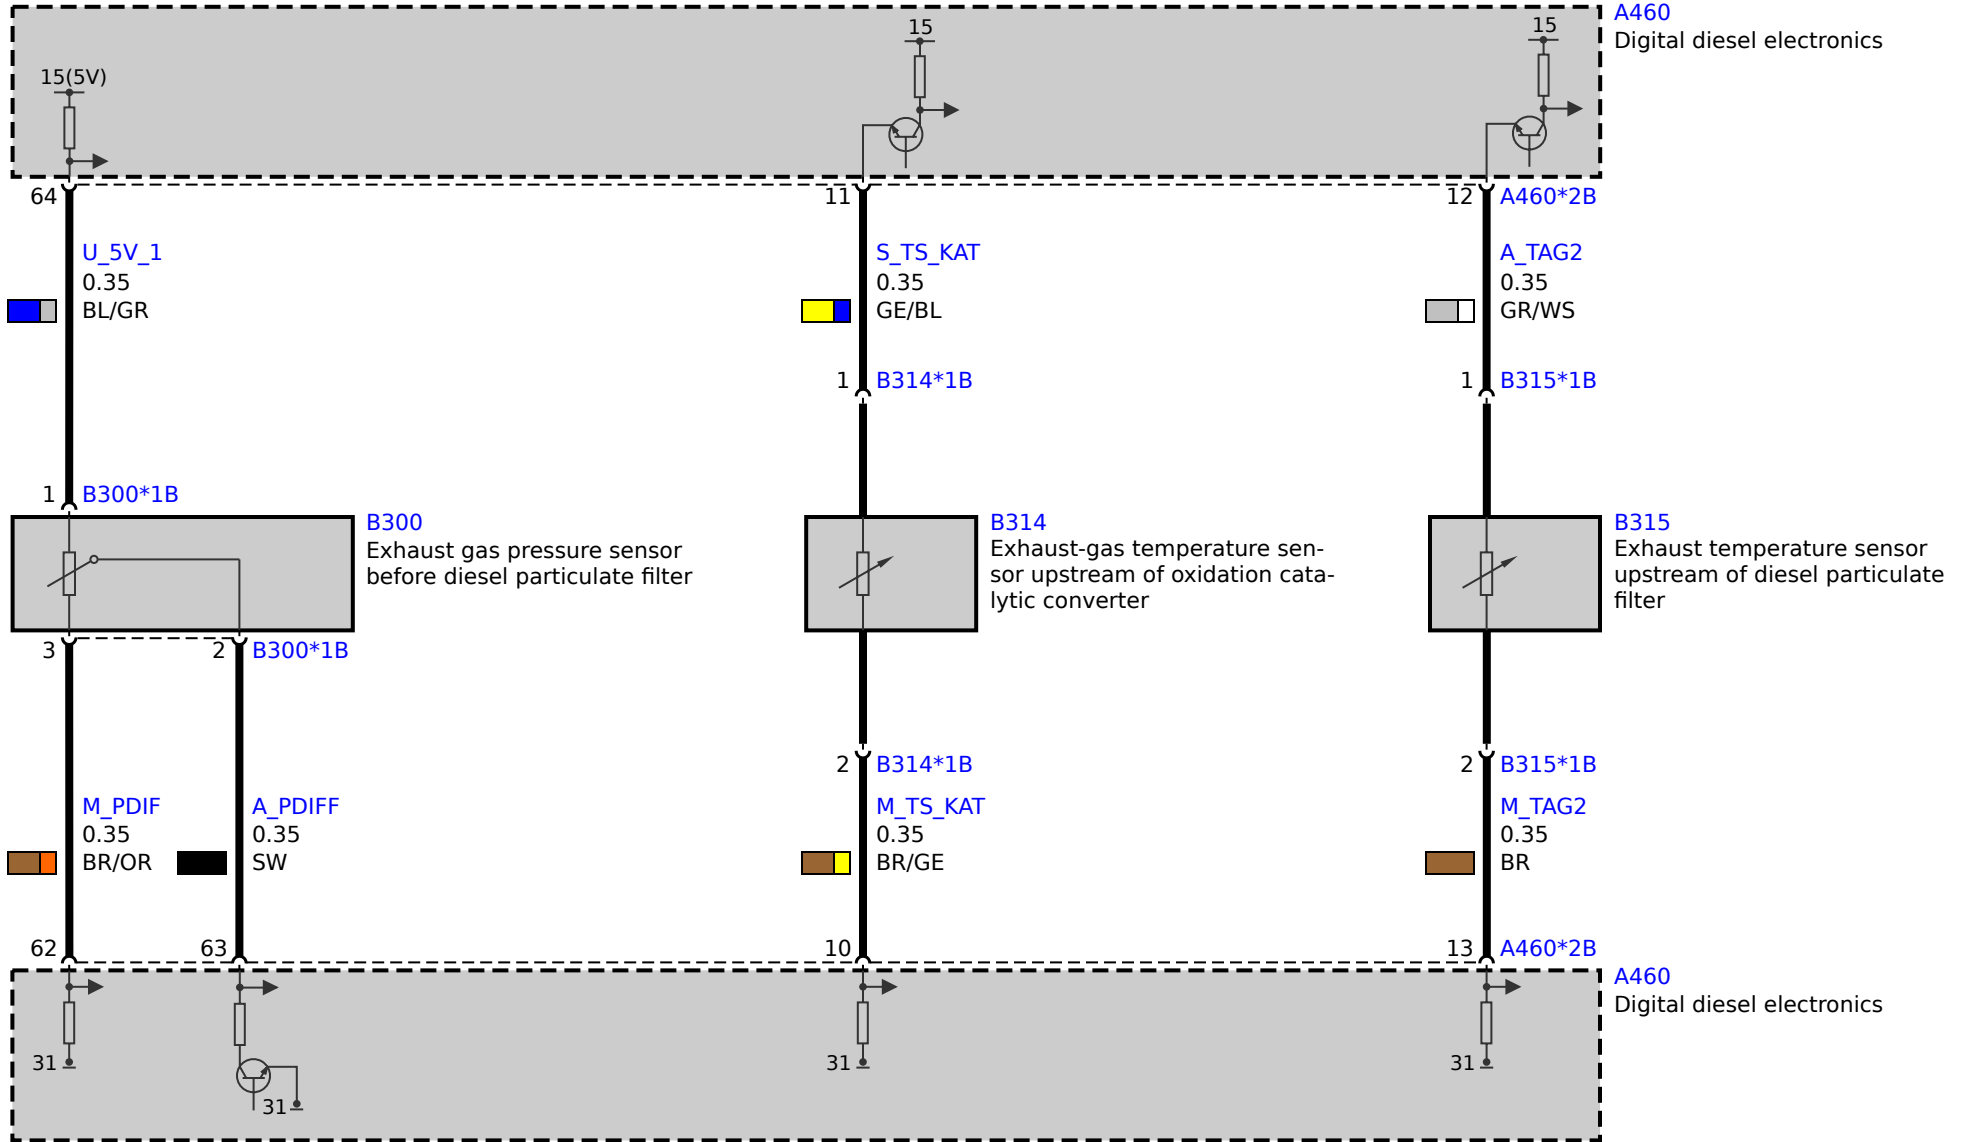 A460
Digital diesel electronics
15(5V)
15
15
64
11
12
A460*2B
U_5V_1
0.35
BL/GR
S_TS_KAT
0.35
GE/BL
A_TAG2
0.35
GR/WS
1
B314*1B
1
B315*1B
1
B300*1B
B300
Exhaust gas pressure sensor
before diesel particulate filter
B314
Exhaust-gas temperature sen-
sor upstream of oxidation cata-
lytic converter
B315
Exhaust temperature sensor
upstream of diesel particulate
filter
3
2
B300*1B
2
B314*1B
2
B315*1B
M_PDIF
0.35
BR/OR
A_PDIFF
0.35
SW
M_TS_KAT
0.35
BR/GE
M_TAG2
0.35
BR
62
63
10
13
A460*2B
A460
Digital diesel electronics
31
31
31
31